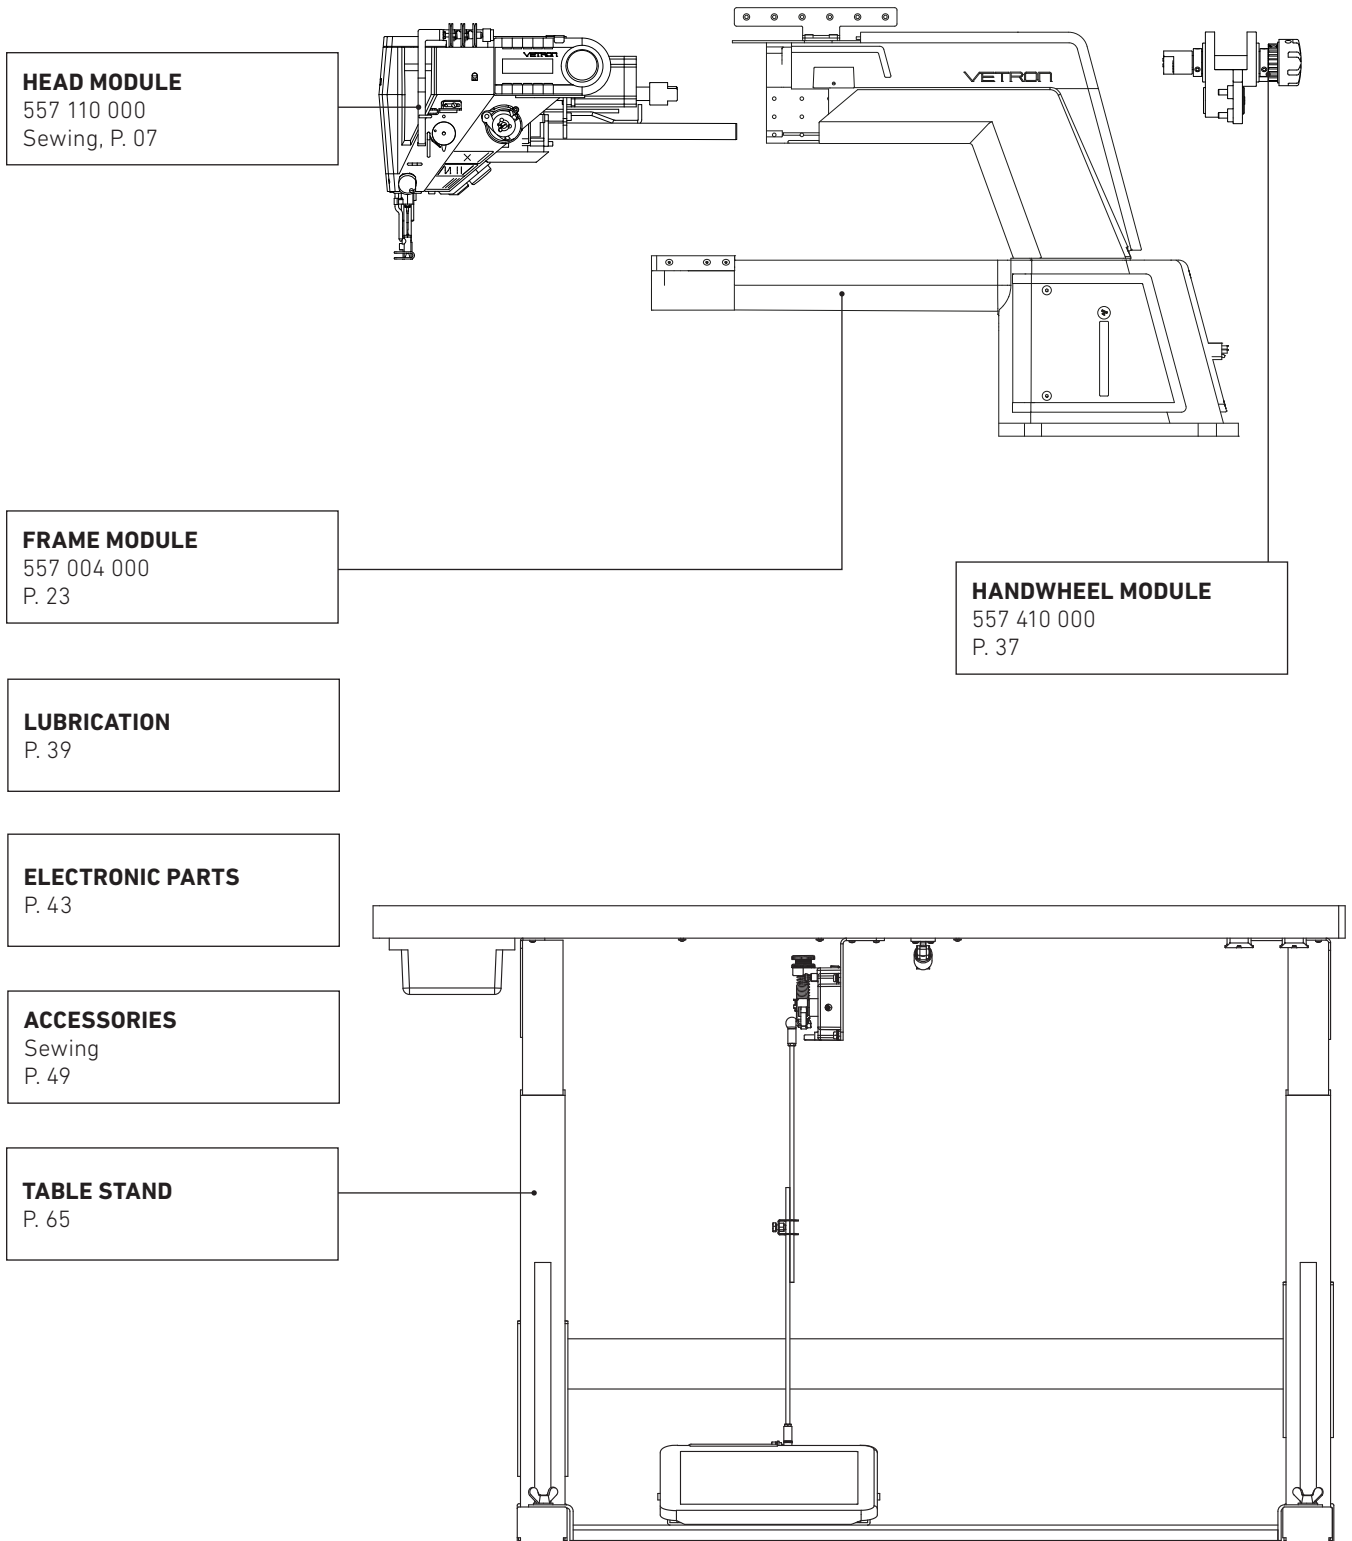 VETRON
VETRON
HEAD MODULE
557 110 000
Sewing, P. 07
FRAME MODULE
557 004 000
P. 23
HANDWHEEL MODULE
557 410 000
P. 37
LUBRICATION
P. 39
ELECTRONIC PARTS
P. 43
ACCESSORIES
Sewing
P. 49
TABLE STAND
P. 65